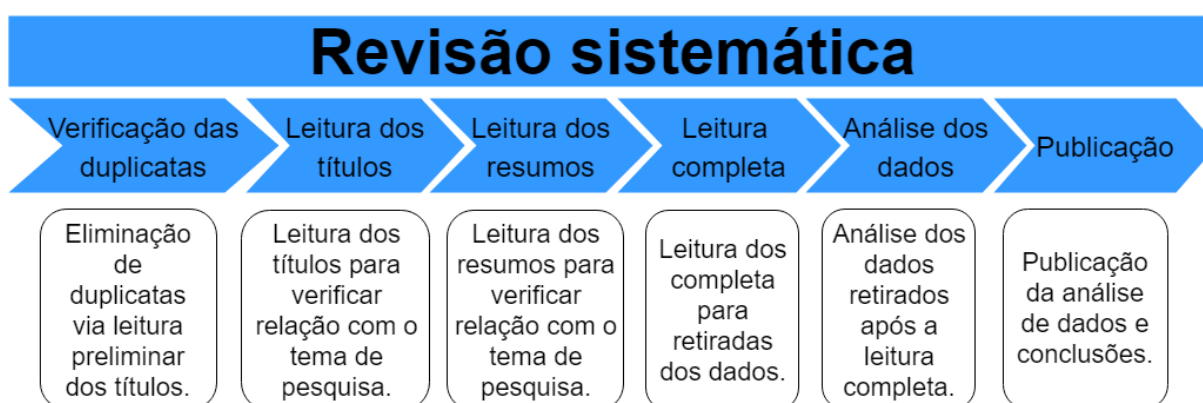 Revisão sistemática
Verificação das
duplicatas
Leitura dos
títulos
Leitura dos
resumos
Leitura
completa
Análise dos
dados
Publicação
Eliminação
de
duplicatas
via leitura
preliminar
dos títulos.
Leitura dos
títulos para
verificar
relação com o
tema de
pesquisa.
Leitura dos
resumos para
verificar
relação com o
tema de
pesquisa.
Leitura dos
completa
para
retiradas
dos dados.
Análise dos
dados
retirados
após a
leitura
completa.
Publicação
da análise
de dados e
conclusões.